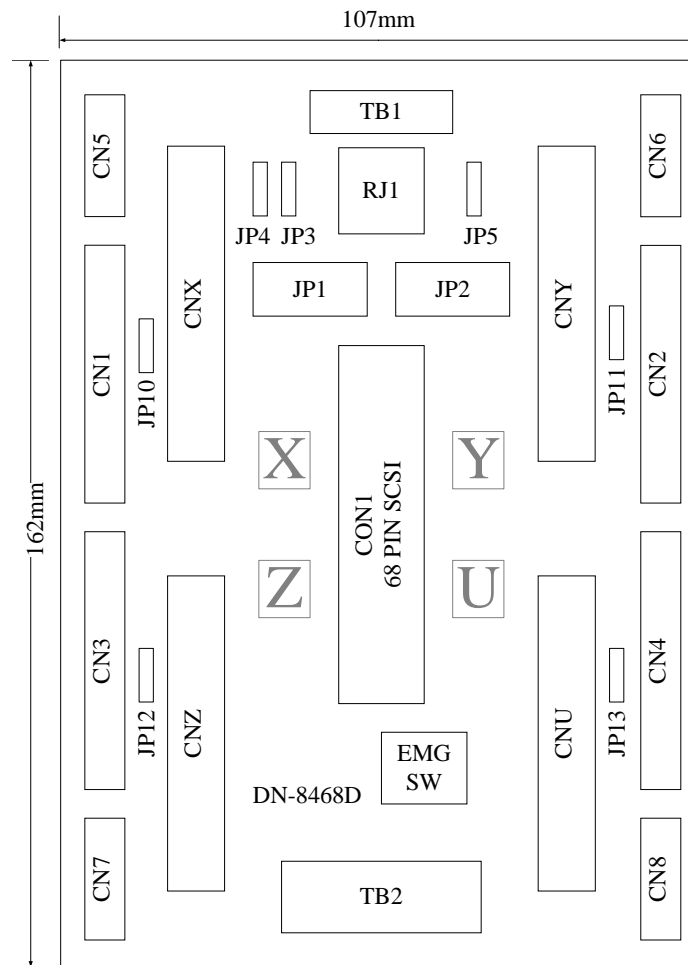 107mm
TB1
CN5
CN6
RJ1
JP4
JP3
JP5
CNX
CNY
JP1
JP2
CN1
CN2
JP10
JP11
X
Y
CON1
68 PIN SCSI
162mm
Z
U
CN3
CN4
JP12
JP13
CNZ
CNU
EMG
SW
DN-8468D
CN7
CN8
TB2